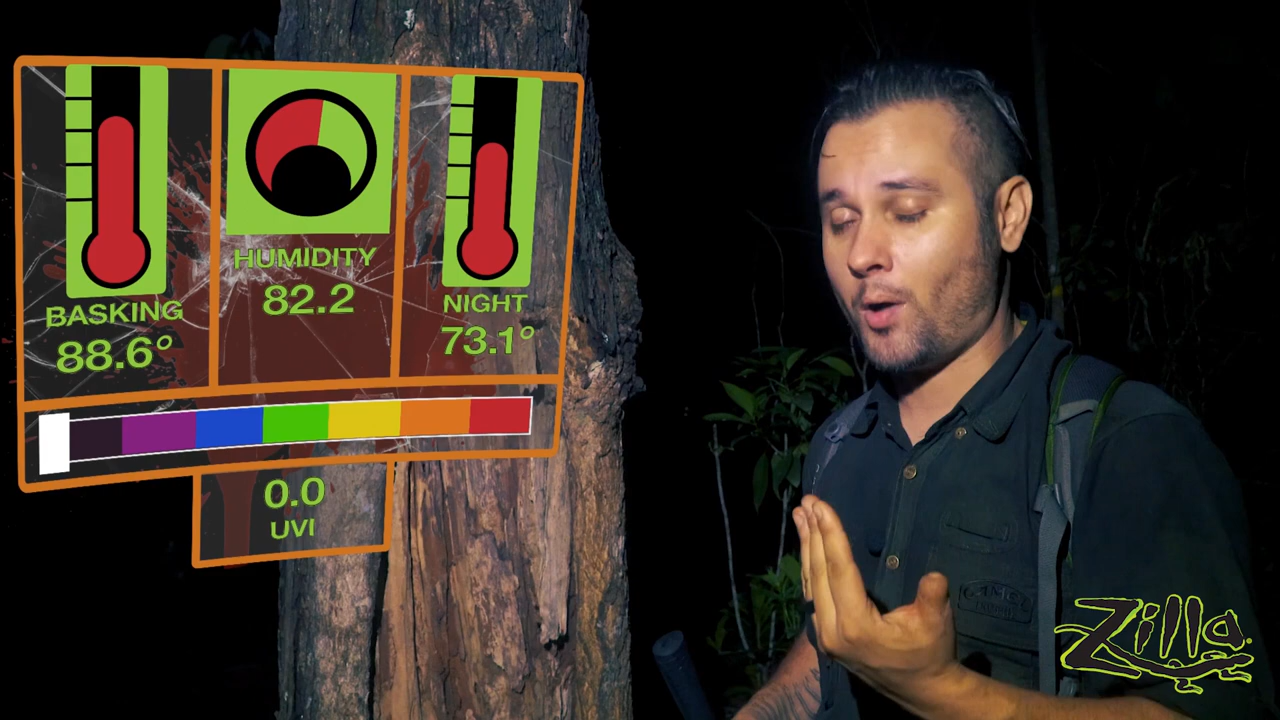 BASKING
88.6°
HUMIDITY
82.2
NIGHT
73.1°
0.0
UVI
Zilla